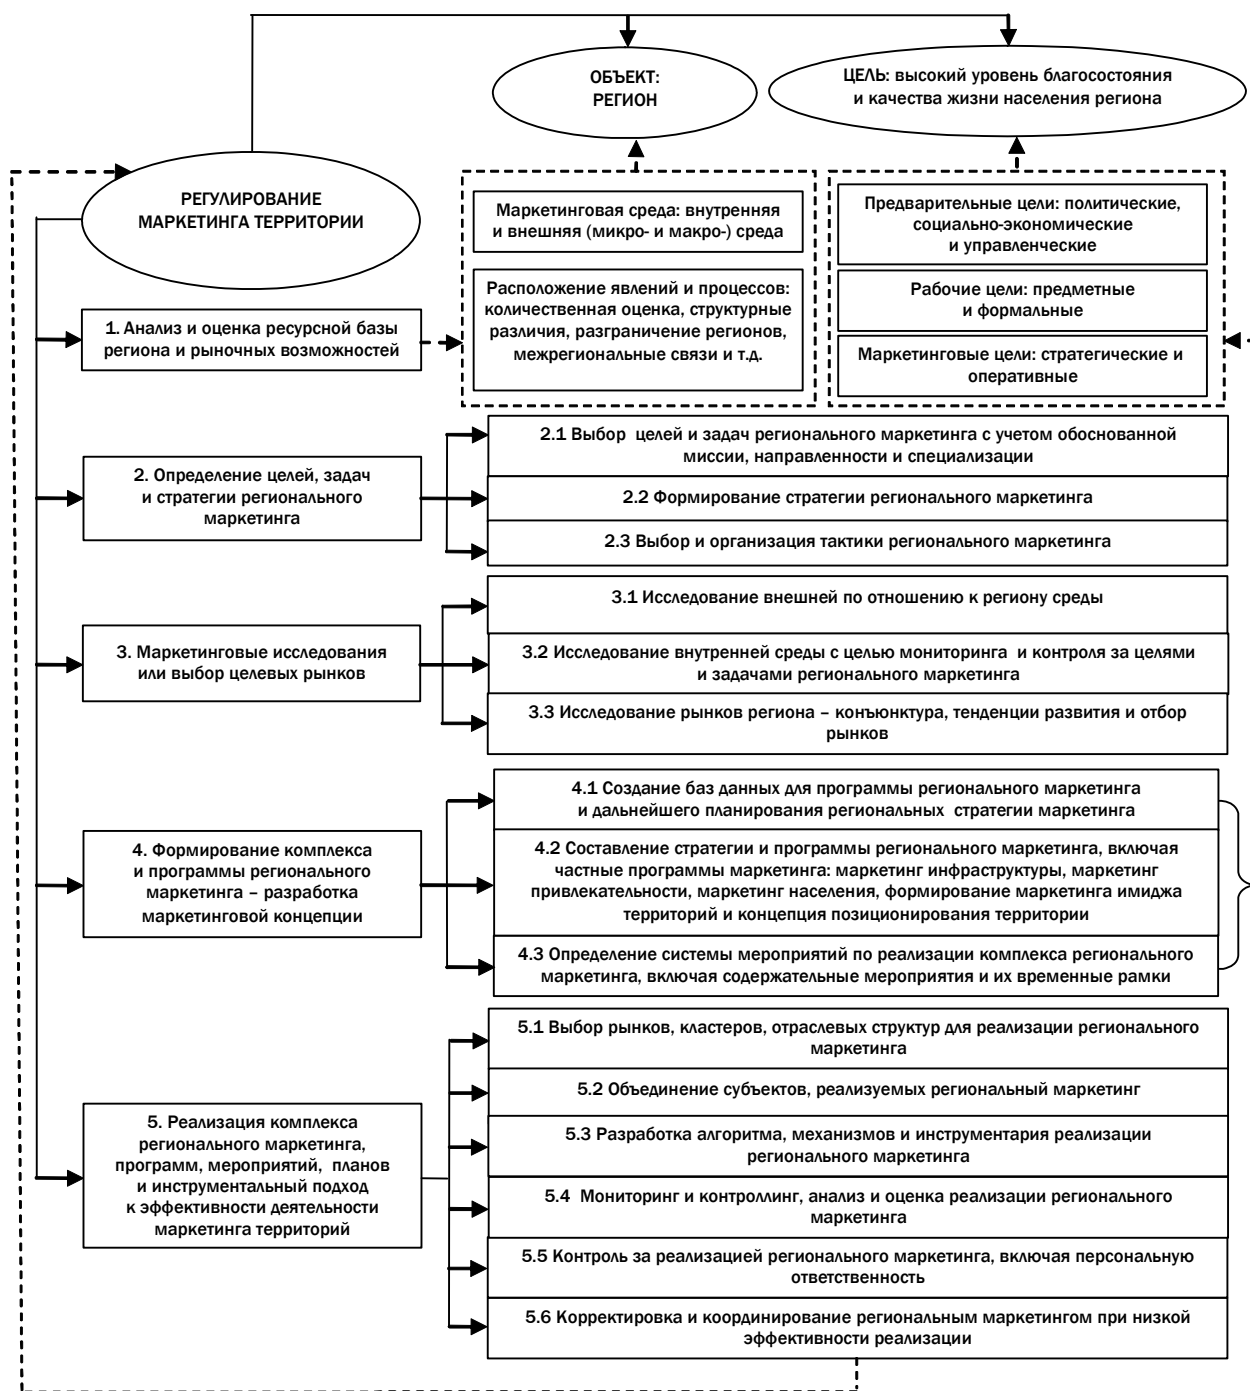 ОБЪЕКТ:
РЕГИОН
ЦЕЛЬ: высокий уровень благосостояния
и качества жизни населения региона
РЕГУЛИРОВАНИЕ
МАРКЕТИНГА ТЕРРИТОРИИ
Маркетинговая среда: внутренняя
и внешняя (микро- и макро-) среда
Расположение явлений и процессов:
количественная оценка, структурные
различия, разграничение регионов,
межрегиональные связи и т.д.
Предварительные цели: политические,
социально-экономические
и управленческие
Рабочие цели: предметные
и формальные
Маркетинговые цели: стратегические и
оперативные
1. Анализ и оценка ресурсной базы
региона и рыночных возможностей
2. Определение целей, задач
и стратегии регионального
маркетинга
2.1 Выбор целей и задач регионального маркетинга с учетом обоснованной
миссии, направленности и специализации
2.2 Формирование стратегии регионального маркетинга
2.3 Выбор и организация тактики регионального маркетинга
3. Маркетинговые исследования
или выбор целевых рынков
3.1 Исследование внешней по отношению к региону среды
3.2 Исследование внутренней среды с целью мониторинга и контроля за целями
и задачами регионального маркетинга
3.3 Исследование рынков региона – конъюнктура, тенденции развития и отбор
рынков
4. Формирование комплекса
и программы регионального
маркетинга – разработка
маркетинговой концепции
4.1 Создание баз данных для программы регионального маркетинга
и дальнейшего планирования региональных стратегии маркетинга
4.2 Составление стратегии и программы регионального маркетинга, включая
частные программы маркетинга: маркетинг инфраструктуры, маркетинг
привлекательности, маркетинг населения, формирование маркетинга имиджа
территорий и концепция позиционирования территории
4.3 Определение системы мероприятий по реализации комплекса регионального
маркетинга, включая содержательные мероприятия и их временные рамки
5. Реализация комплекса
регионального маркетинга,
программ, мероприятий, планов
и инструментальный подход
к эффективности деятельности
маркетинга территорий
5.1 Выбор рынков, кластеров, отраслевых структур для реализации регионального
маркетинга
5.2 Объединение субъектов, реализуемых региональный маркетинг
5.3 Разработка алгоритма, механизмов и инструментария реализации
регионального маркетинга
5.4 Мониторинг и контроллинг, анализ и оценка реализации регионального
маркетинга
5.5 Контроль за реализацией регионального маркетинга, включая персональную
ответственность
5.6 Корректировка и координирование региональным маркетингом при низкой
эффективности реализации